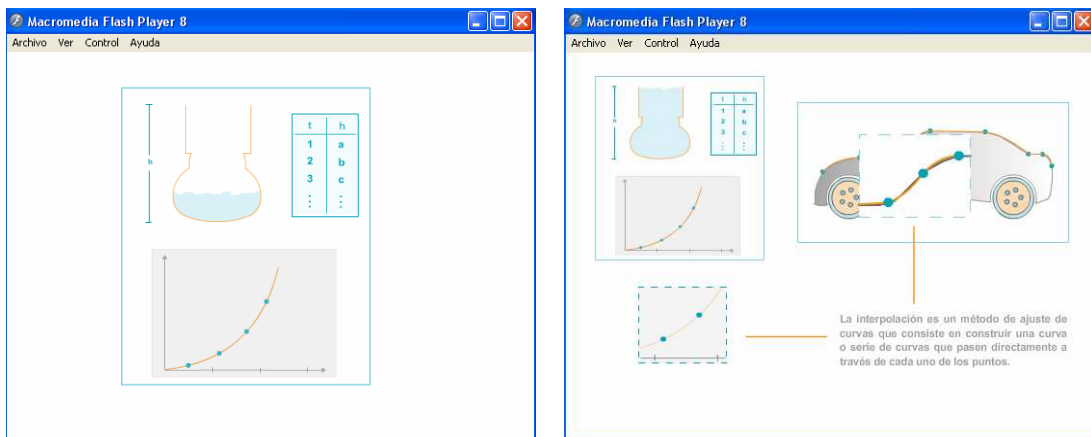 Macromedia Flash Player 8
Archivo Ver Control Ayuda
h
t h
1 a
2 b
3 c
⋮ ⋮
Macromedia Flash Player 8
Archivo Ver Control Ayuda
h
t h
1 a
2 b
3 c
⋮ ⋮
La interpolación es un método de ajuste de
curvas que consiste en construir una curva
o serie de curvas que pasen directamente a
través de cada uno de los puntos.